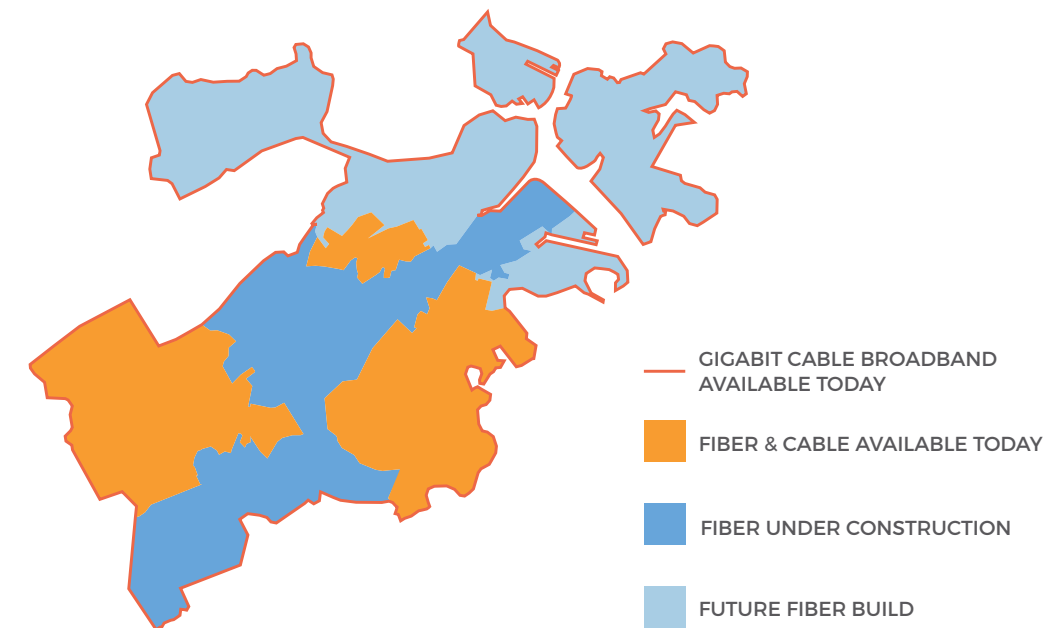 GIGABIT CABLE BROADBAND
AVAILABLE TODAY
FIBER & CABLE AVAILABLE TODAY
FIBER UNDER CONSTRUCTION
FUTURE FIBER BUILD